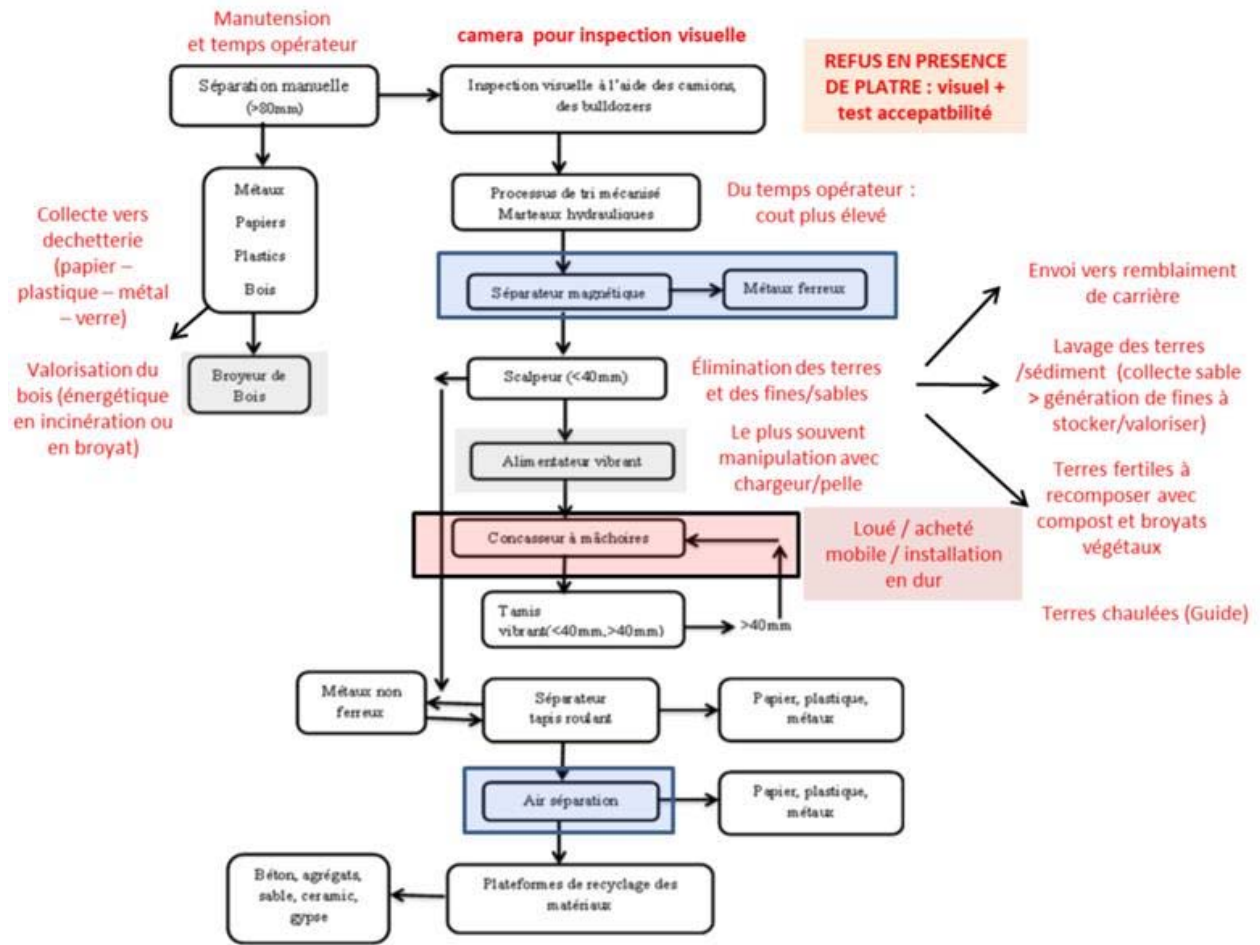 Manutension
et temps opérateur
camera pour inspection visuelle
REFUS EN PRESENCE
DE PLATRE : visuel +
test accepatbilité
Séparation manuelle
(>80mm)
Inspection visuelle à l'aide des camions,
des bulldozers
Métaux
Papiers
Plastics
Bois
Processus de tri mécanisé
Marteaux hydrauliques
Du temps opérateur :
cout plus élevé
Collecte vers
dechetterie
(papier –
plastique – métal
– verre)
Séparateur magnétique
Métaux ferreux
Envoi vers remblaiment
de carrière
Valorisation du
bois (énergétique
en incinération ou
en broyat)
Broyeur de
Bois
Scalpeur (<40mm)
Élimination des terres
et des fines/sables
Lavage des terres
/sédiment (collecte sable
> génération de fines à
stocker/valoriser)
Alimentateur vibrant
Le plus souvent
manipulation avec
chargeur/pelle
Terres fertiles à
recomposer avec
compost et broyats
végétaux
Concasseur à mâchoires
Loué / acheté
mobile / installation
en dur
Tamis
vibrant(<40mm,>40mm)
>40mm
Terres chaulées (Guide)
Métaux non
ferreux
Séparateur
tapis roulant
Papier, plastique,
métaux
Air séparation
Papier, plastique,
métaux
Béton, agrégats,
sable, ceramic,
gypse
Plateformes de recyclage des
matériaux